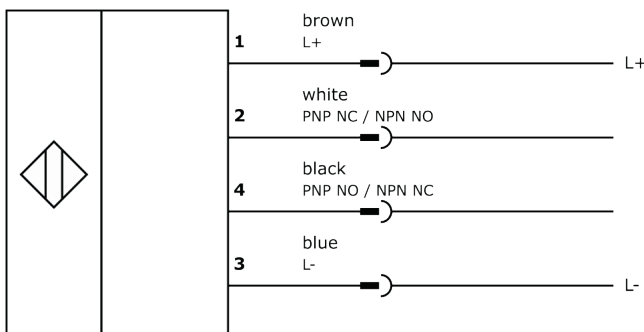 brown
1 L+
L+
white
2 PNP NC / NPN NO
black
4 PNP NO / NPN NC
blue
3 L-
L-